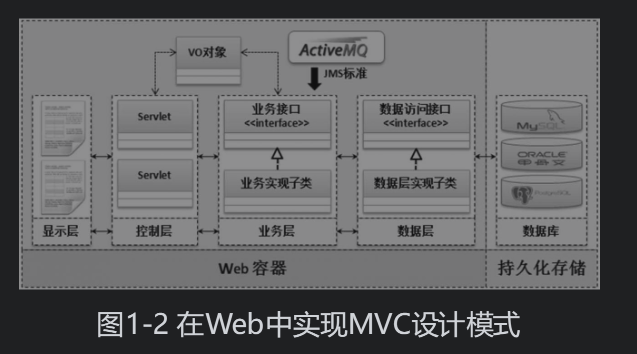 VO对象
ActiveMQ
JMS标准
Servlet
Servlet
业务接口
<<interface>>
业务实现子类
数据访问接口
<<interface>>
数据层实现子类
MySQL
ORACLE
甲骨文
PostgreSQL
显示层
控制层
业务层
数据层
数据库
Web 容器
持久化存储
图1-2 在Web中实现MVC设计模式